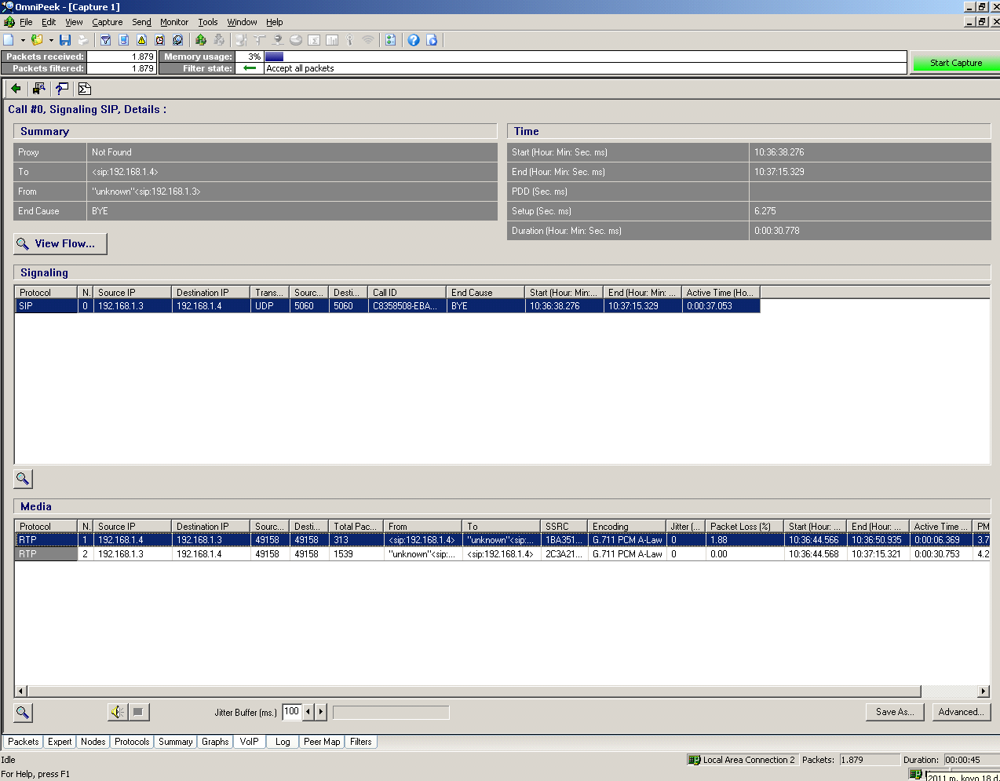 OmniPeek - [Capture 1]
File Edit View Capture Send Monitor Tools Window Help
Packets received: 1.879 Memory usage: 3%
Packets filtered: 1.879 Filter state: Accept all packets
Start Capture
Call #0, Signaling SIP, Details :
Summary
Proxy Not Found
To <sip:192.168.1.4>
From "unknown"<sip:192.168.1.3>
End Cause BYE
Time
Start (Hour: Min: Sec. ms) 10:36:38.276
End (Hour: Min: Sec. ms) 10:37:15.329
PDD (Sec. ms)
Setup (Sec. ms) 6.275
Duration (Hour: Min: Sec. ms) 0:00:30.778
View Flow...
Signaling
Protocol N. Source IP Destination IP Trans... Sourc... Desti... Call ID End Cause Start (Hour: Min:... End (Hour: Min: ... Active Time (Ho...
SIP 0 192.168.1.3 192.168.1.4 UDP 5060 5060 C8358508-EBA... BYE 10:36:38.276 10:37:15.329 0:00:37.053
Media
Protocol N. Source IP Destination IP Sourc... Desti... Total Pac... From To SSRC Encoding Jitter (... Packet Loss (%) Start (Hour: ... End (Hour: ... Active Time ... PM
RTP 1 192.168.1.4 192.168.1.3 49158 49158 313 <sip:192.168.1.4> "unknown"<sip:... 1BA351... G.711 PCM A-Law 0 1.88 10:36:44.566 10:36:50.935 0:00:06.369 3.7
RTP 2 192.168.1.3 192.168.1.4 49158 49158 1539 "unknown"<sip:... <sip:192.168.1.4> 2C3A21... G.711 PCM A-Law 0 0.00 10:36:44.568 10:37:15.321 0:00:30.753 4.2
Jitter Buffer (ms.) 100 Save As... Advanced...
Packets Expert Nodes Protocols Summary Graphs VoIP Log Peer Map Filters
Idle Local Area Connection 2 Packets: 1.879 Duration: 00:00:45
For Help, press F1
2011 m. kovo 18 d.